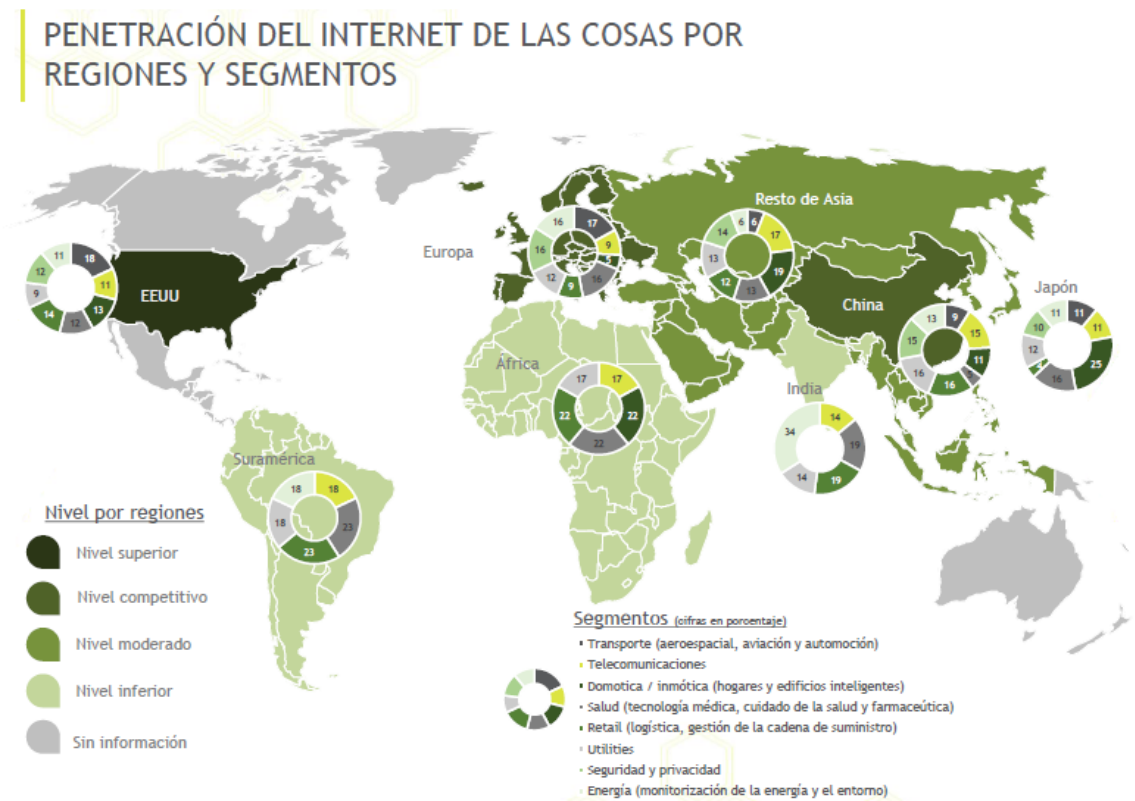 PENETRACIÓN DEL INTERNET DE LAS COSAS POR
REGIONES Y SEGMENTOS
Resto de Asia
Europa
EEUU
China
Japón
África
India
Suramérica
18
11
13
12
14
9
12
11
17
9
5
16
9
12
16
16
6
17
19
13
12
13
14
6
9
15
11
5
16
16
15
13
11
11
25
16
12
10
11
17
22
22
22
17
14
19
19
14
34
18
23
23
18
18
Nivel por regiones
Nivel superior
Nivel competitivo
Nivel moderado
Nivel inferior
Sin información
Segmentos (cifras en porcentaje)
Transporte (aeroespacial, aviación y automoción)
Telecomunicaciones
Domotica / inmótica (hogares y edificios inteligentes)
Salud (tecnología médica, cuidado de la salud y farmaceútica)
Retail (logística, gestión de la cadena de suministro)
Utilities
Seguridad y privacidad
Energía (monitorización de la energía y el entorno)